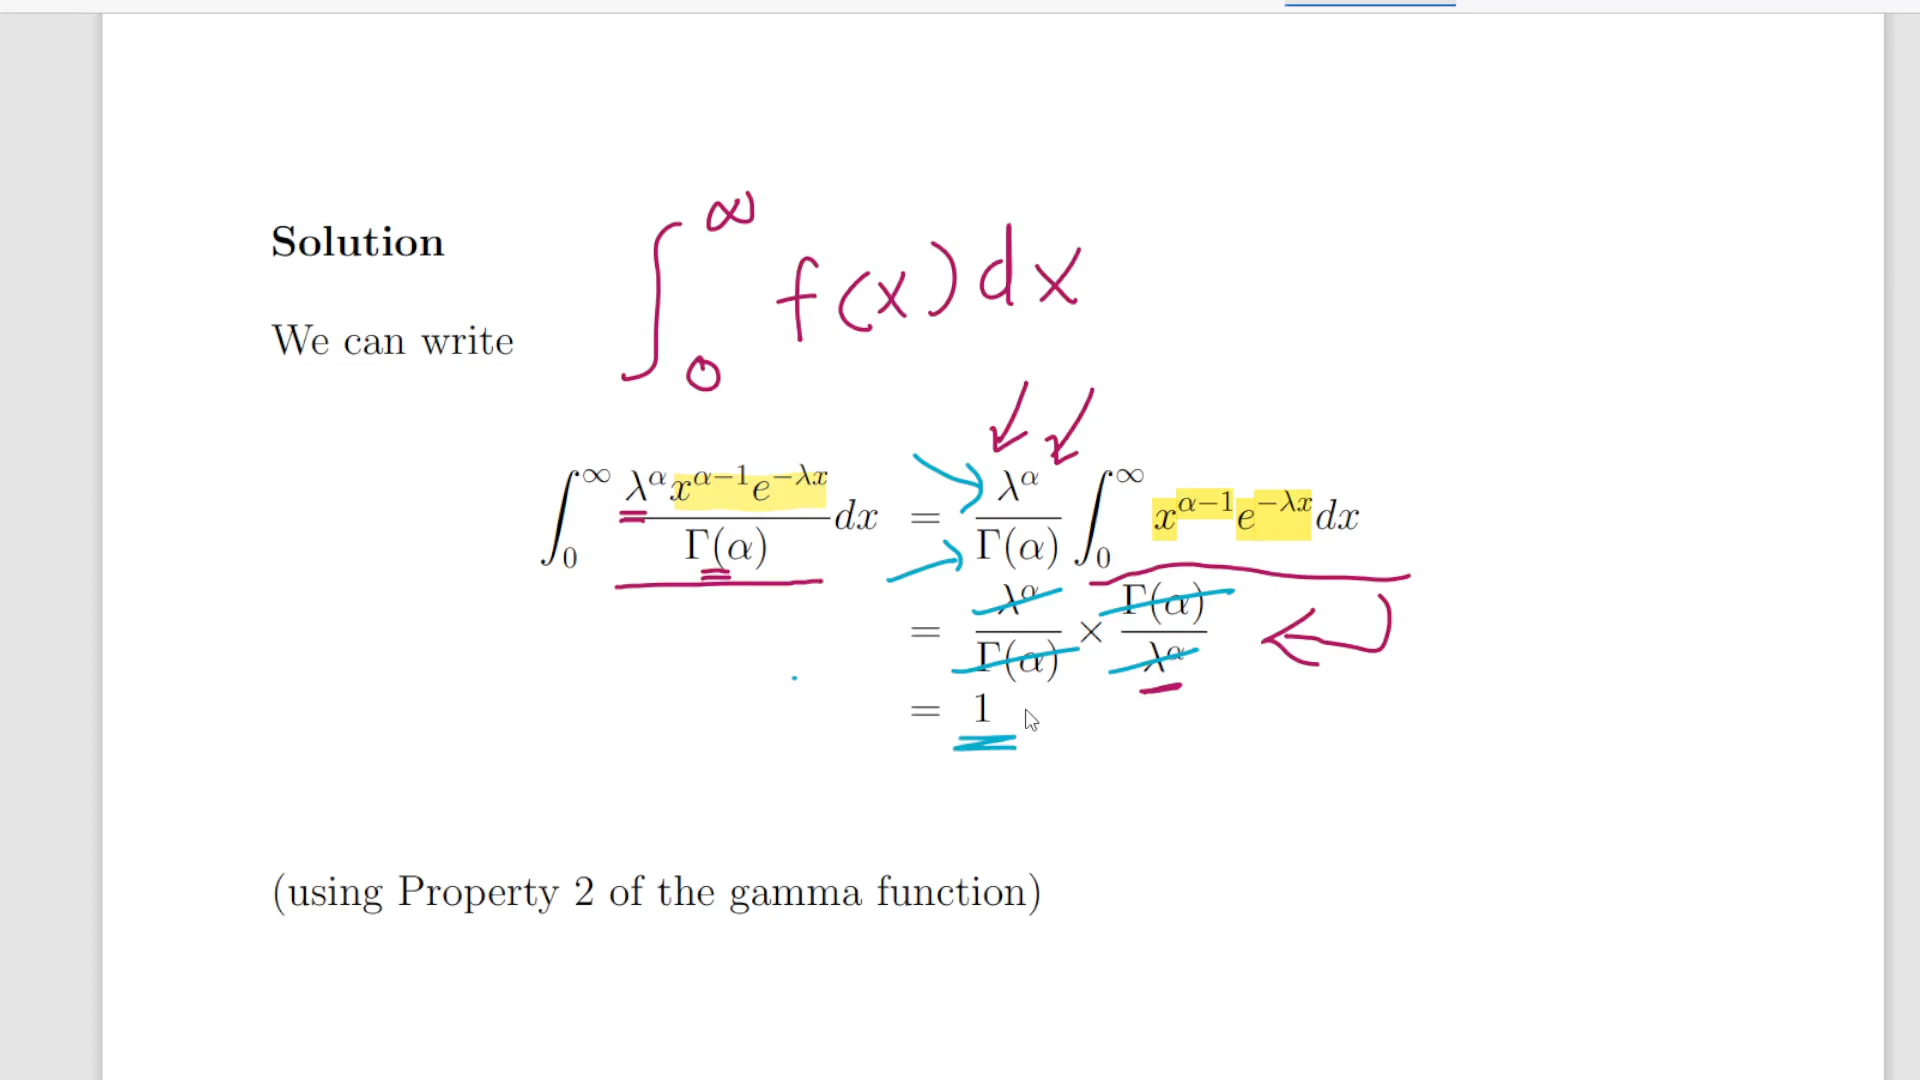 Solution
∫₀^∞ f(x)dx
We can write
∫₀^∞ λ^α x^{α−1} e^{−λx} / Γ(α) dx = λ^α / Γ(α) ∫₀^∞ x^{α−1} e^{−λx} dx
= λ^α / Γ(α) × Γ(α) / λ^α
= 1
(using Property 2 of the gamma function)